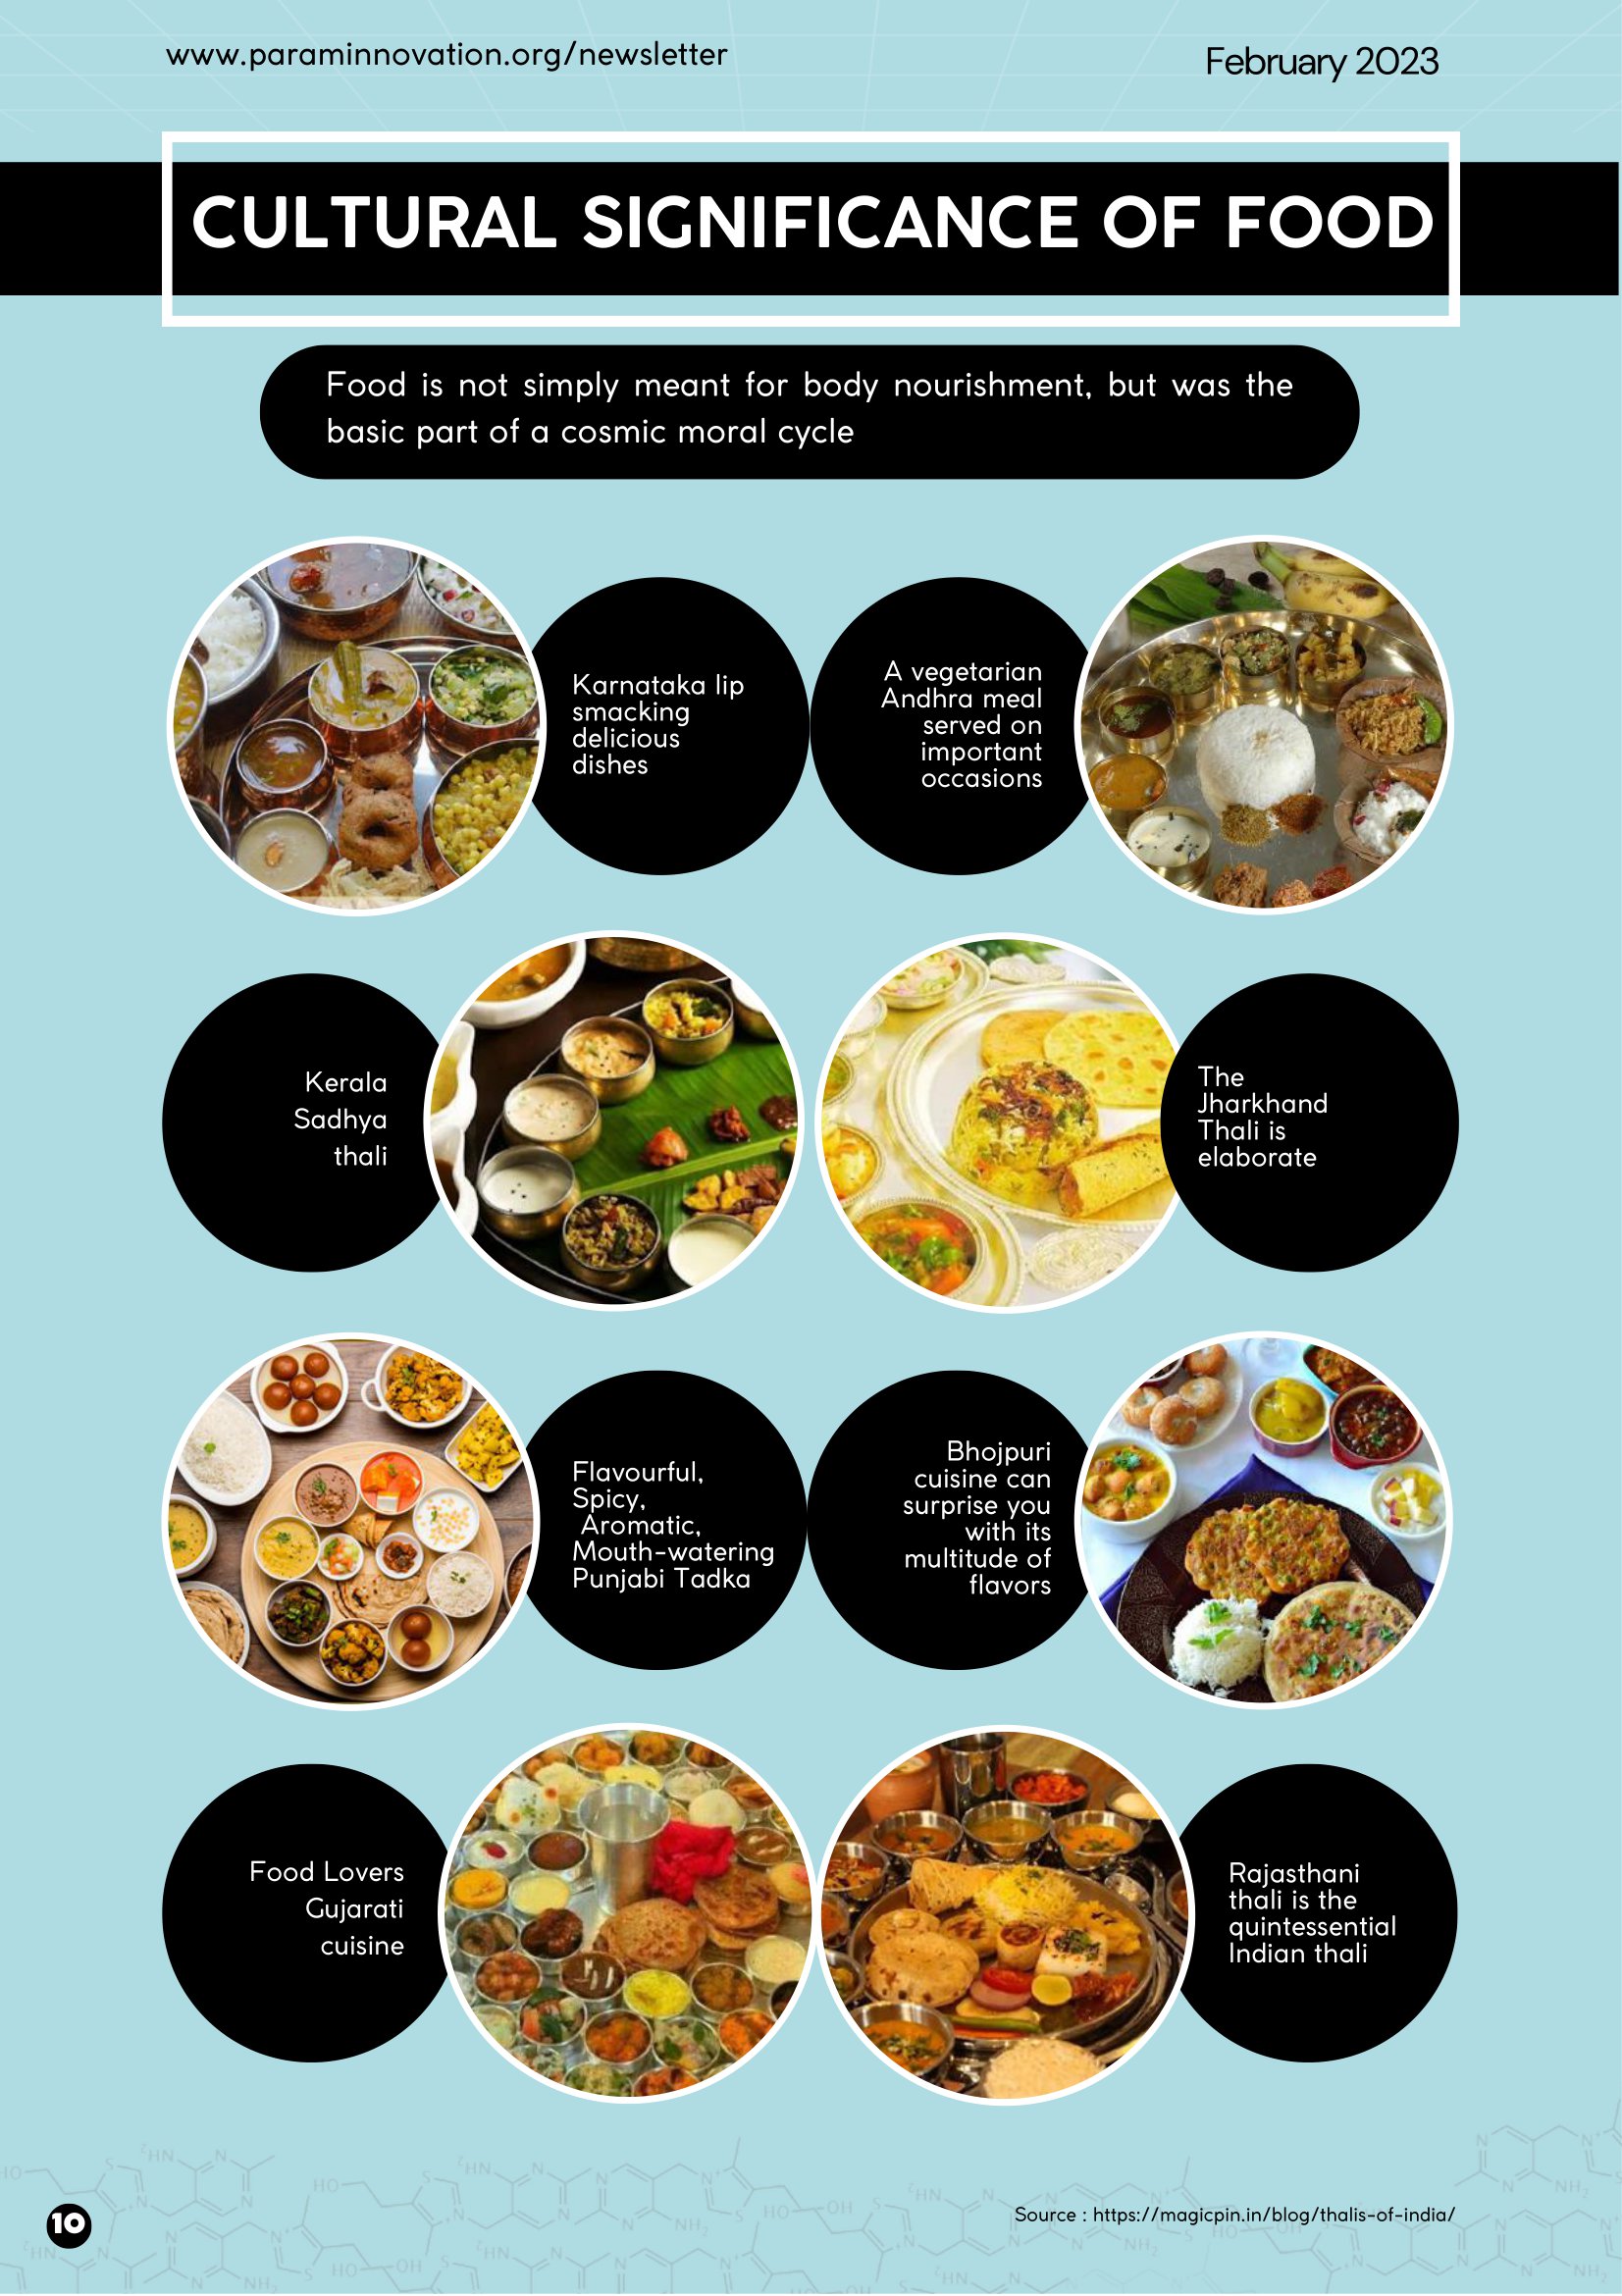 www.paraminnovation.org/newsletter
February 2023
CULTURAL SIGNIFICANCE OF FOOD
Food is not simply meant for body nourishment, but was the
basic part of a cosmic moral cycle
Karnataka lip
smacking
delicious
dishes
A vegetarian
Andhra meal
served on
important
occasions
Kerala
Sadhya
thali
The
Jharkhand
Thali is
elaborate
Flavourful,
Spicy,
Aromatic,
Mouth-watering
Punjabi Tadka
Bhojpuri
cuisine can
surprise you
with its
multitude of
flavors
Food Lovers
Gujarati
cuisine
Rajasthani
thali is the
quintessential
Indian thali
10
Source : https://magicpin.in/blog/thalis-of-india/